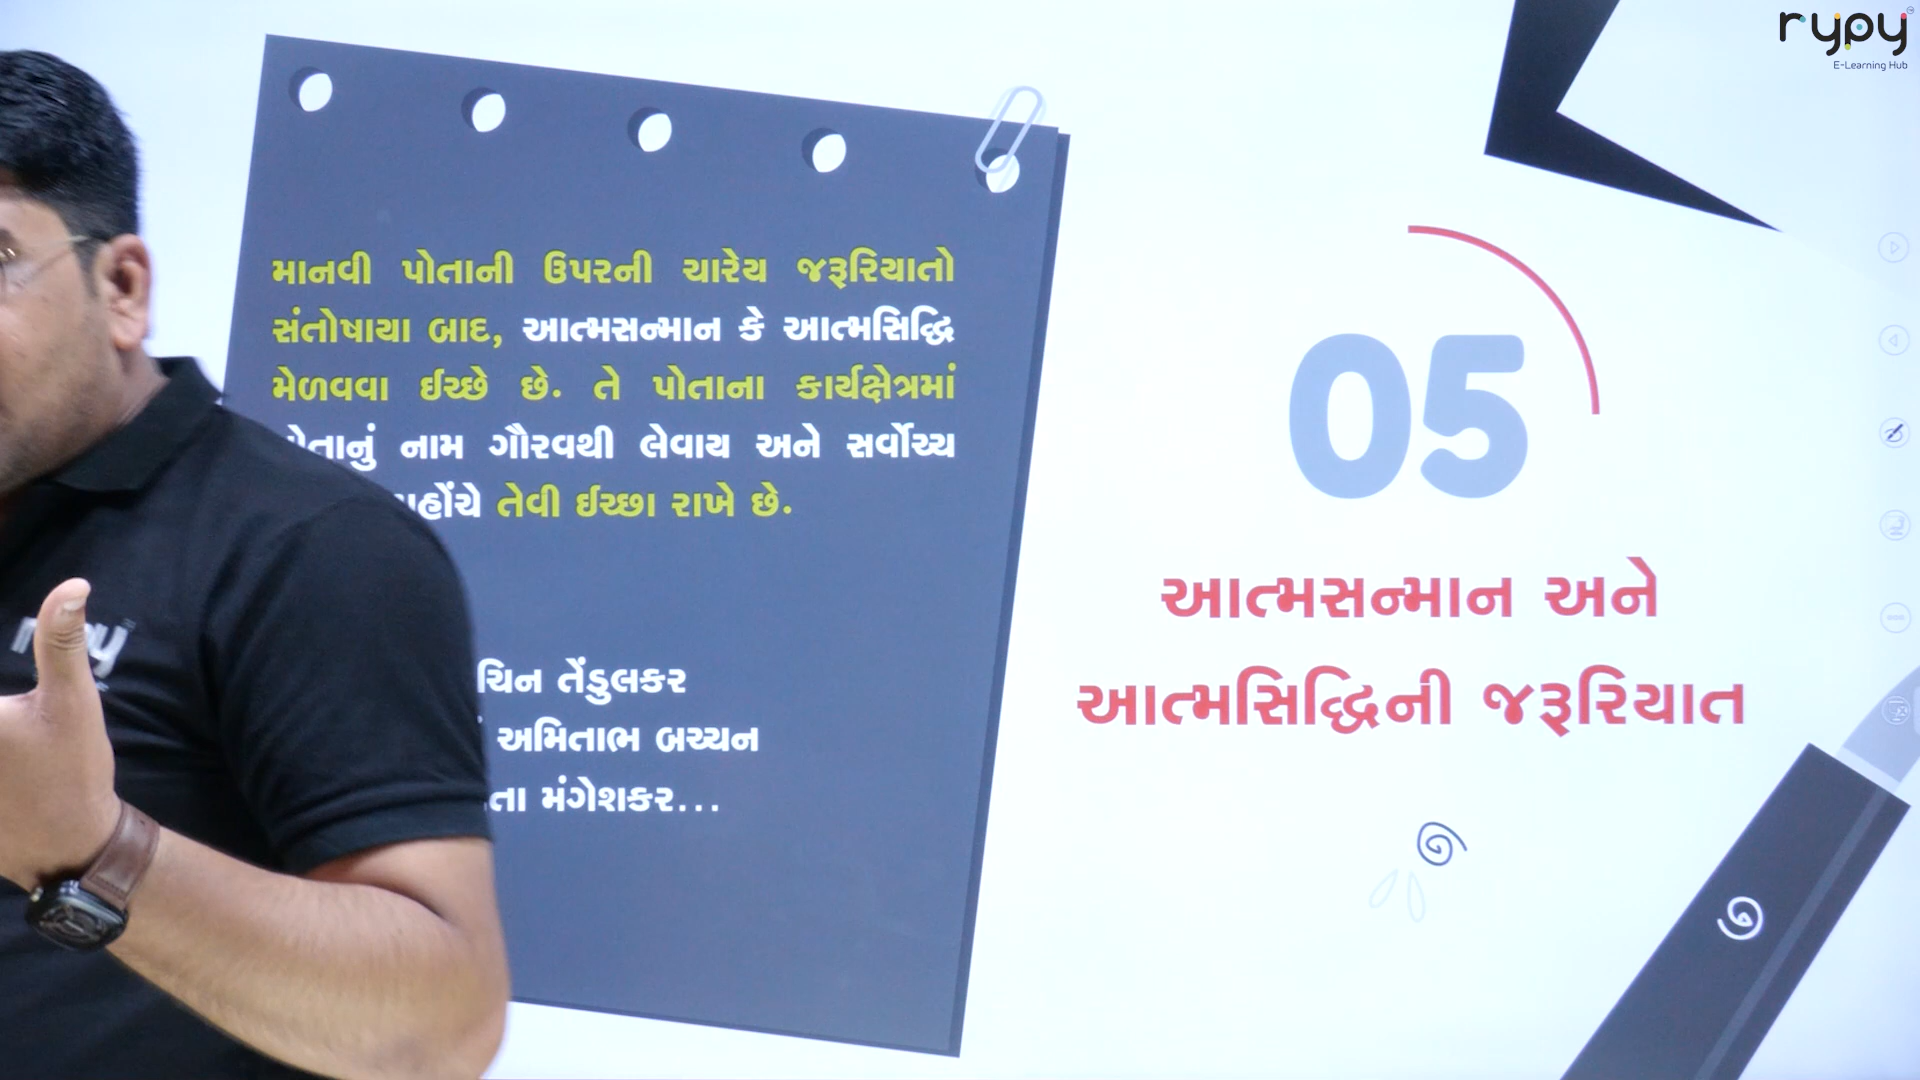 rypy
E-Learning Hub
માનવી પોતાની ઉપરની ચારેય જરૂરિયાતો
સંતોષાયા બાદ, આત્મસન્માન કે આત્મસિદ્ધિ
મેળવવા ઈચ્છે છે. તે પોતાના કાર્યક્ષેત્રમાં
નામ ગૌરવથી લેવાય અને સર્વોચ્ચ
તેવી ઈચ્છા રાખે છે.
તેંડુલકર
અમિતાભ બચ્ચન
મંગેશકર...
05
આત્મસન્માન અને
આત્મસિદ્ધિની જરૂરિયાત